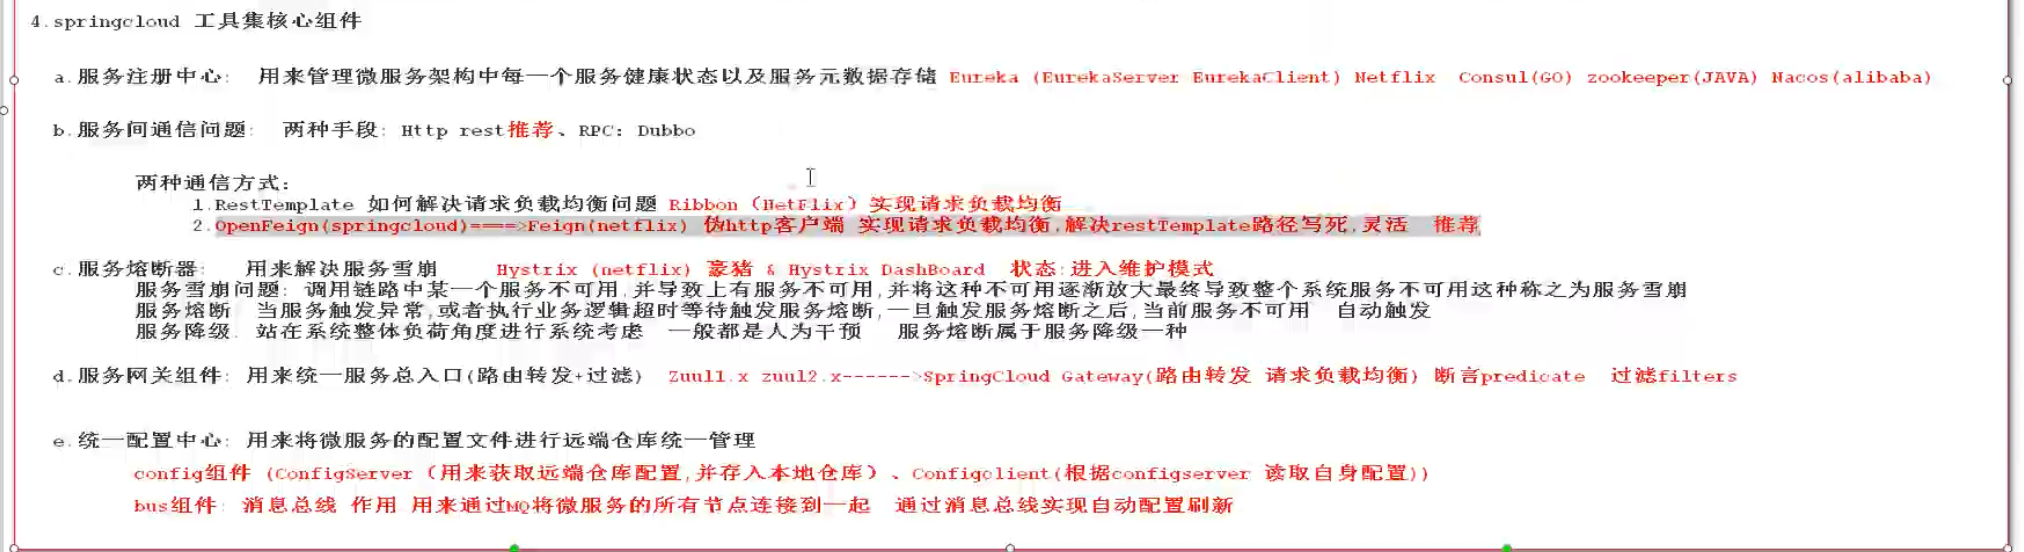 4.springcloud 工具集核心组件
a.服务注册中心: 用来管理微服务架构中每一个服务健康状态以及服务元数据存储 Eureka (EurekaServer EurekaClient) Netflix Consul(GO) zookeeper(JAVA) Nacos(alibaba)
b.服务间通信问题: 两种手段: Http rest推荐、RPC: Dubbo
两种通信方式:
1.RestTemplate 如何解决请求负载均衡问题 Ribbon (NetFlix) 实现请求负载均衡
2.OpenFeign(springcloud)====>Feign(netflix) 伪http客户端 实现请求负载均衡,解决restTemplate路径写死,灵活 推荐
c.服务熔断器: 用来解决服务雪崩 Hystrix (netflix) 豪猪 & Hystrix DashBoard 状态:进入维护模式
服务雪崩问题: 调用链路中某一个服务不可用,并导致上有服务不可用,并将这种不可用逐渐放大最终导致整个系统服务不可用这种称之为服务雪崩
服务熔断 当服务触发异常,或者执行业务逻辑超时等待触发服务熔断,一旦触发服务熔断之后,当前服务不可用 自动触发
服务降级. 站在系统整体负荷角度进行系统考虑 一般都是人为干预 服务熔断属于服务降级一种
d.服务网关组件: 用来统一服务总入口(路由转发+过滤) Zuul1.x zuul2.x------>SpringCloud Gateway(路由转发 请求负载均衡) 断言predicate 过滤filters
e.统一配置中心: 用来将微服务的配置文件进行远端仓库统一管理
config组件 (ConfigServer (用来获取远端仓库配置,并存入本地仓库) 、Configclient(根据configserver 读取自身配置))
bus组件: 消息总线 作用 用来通过MQ将微服务的所有节点连接到一起 通过消息总线实现自动配置刷新